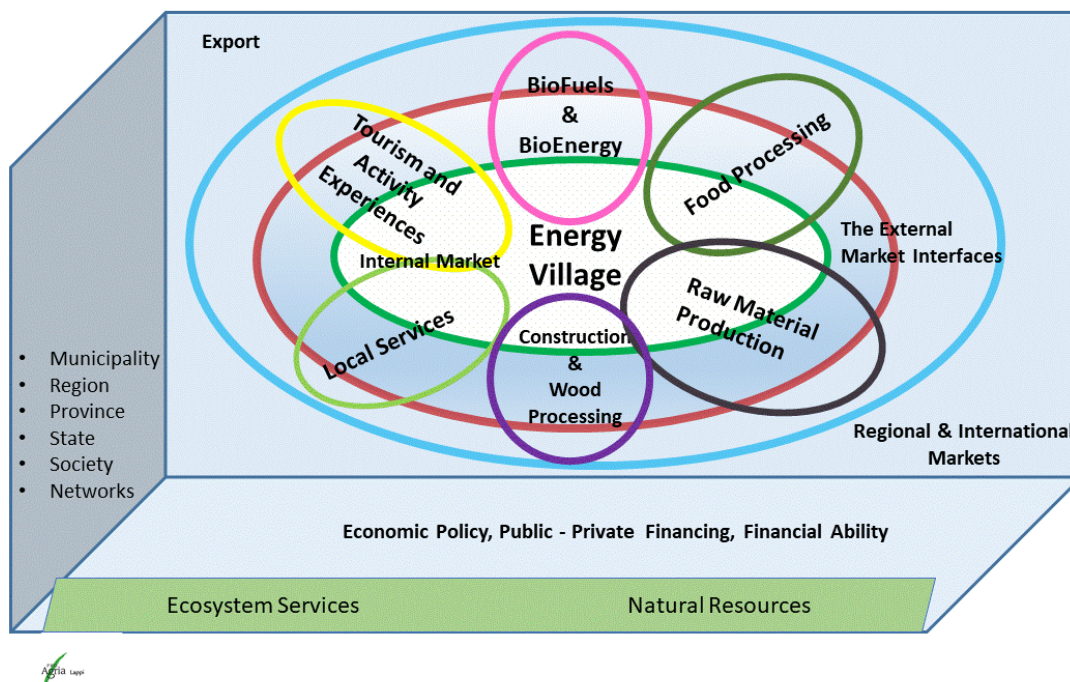 Export
BioFuels
&
BioEnergy
Tourism and
Activity
Experiences
Food Processing
Energy
Village
Internal Market
The External
Market Interfaces
Raw Material
Production
Local Services
Construction
&
Wood
Processing
Regional & International
Markets
• Municipality
• Region
• Province
• State
• Society
• Networks
Economic Policy, Public - Private Financing, Financial Ability
Ecosystem Services
Natural Resources
Agria Lappi